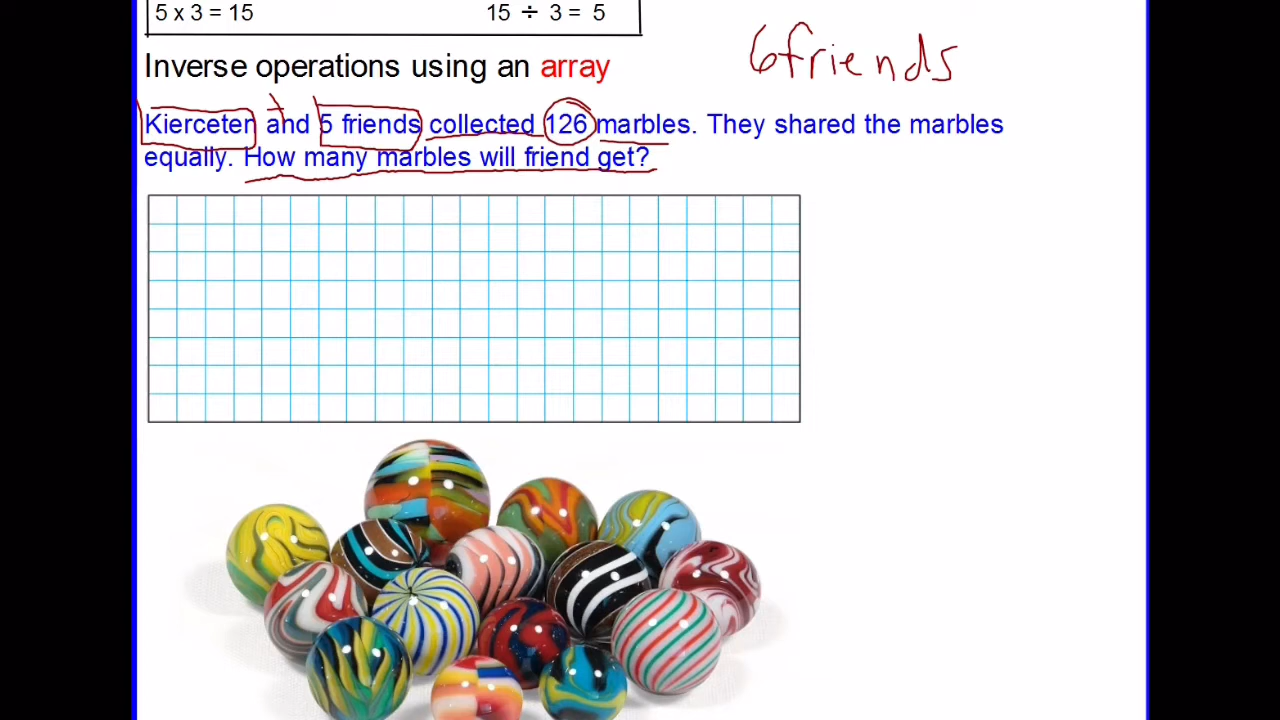 5 x 3 = 15 15 ÷ 3 = 5
Inverse operations using an array
6friends
Kierceten and 5 friends collected 126 marbles. They shared the marbles
equally. How many marbles will friend get?